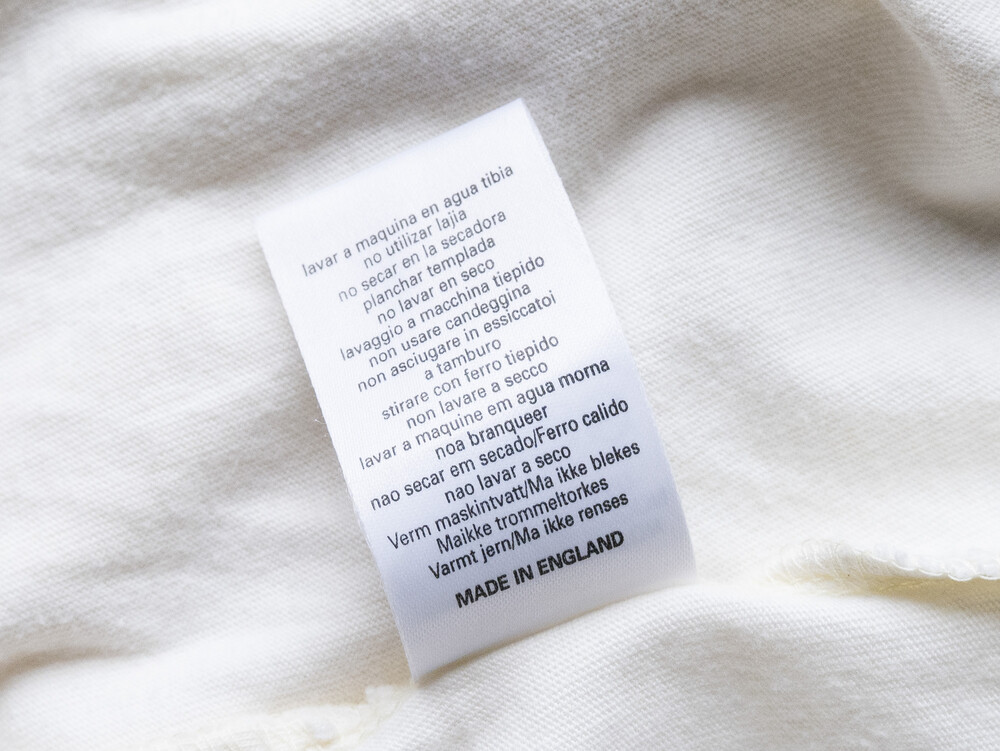 lavar a maquina en agua tibia
no utilizar lajia
no secar en la secadora
planchar templada
no lavar en seco
lavaggio a macchina tiepido
non usare candeggina
non asciugare in essiccatoi
a tamburo
stirare con ferro tiepido
non lavare a secco
lavar a maquine em agua morna
noa branqueer
nao secar em secado/Ferro calido
nao lavar a seco
Verm maskintvatt/Ma ikke blekes
Maikke trommeltorkes
Varmt jern/Ma ikke renses
MADE IN ENGLAND